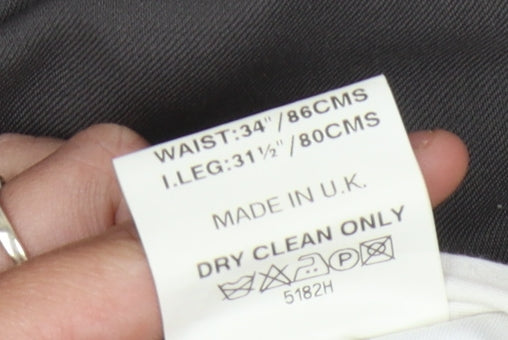 WAIST:34"/86CMS
I.LEG:31½"/80CMS
MADE IN U.K.
DRY CLEAN ONLY
P
5182H